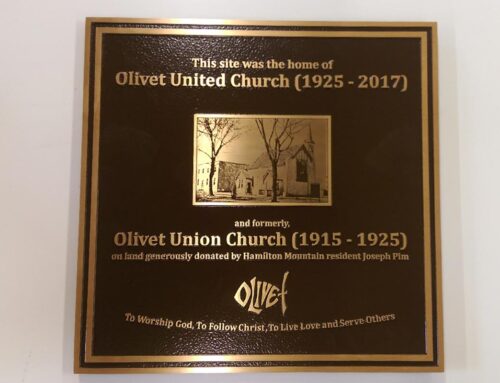 This site was the home of
Olivet United Church (1925 - 2017)
and formerly,
Olivet Union Church (1915 - 1925)
on land generously donated by Hamilton Mountain resident Joseph Pim
OLIVET
To Worship God, To Follow Christ, To Live Love and Serve Others